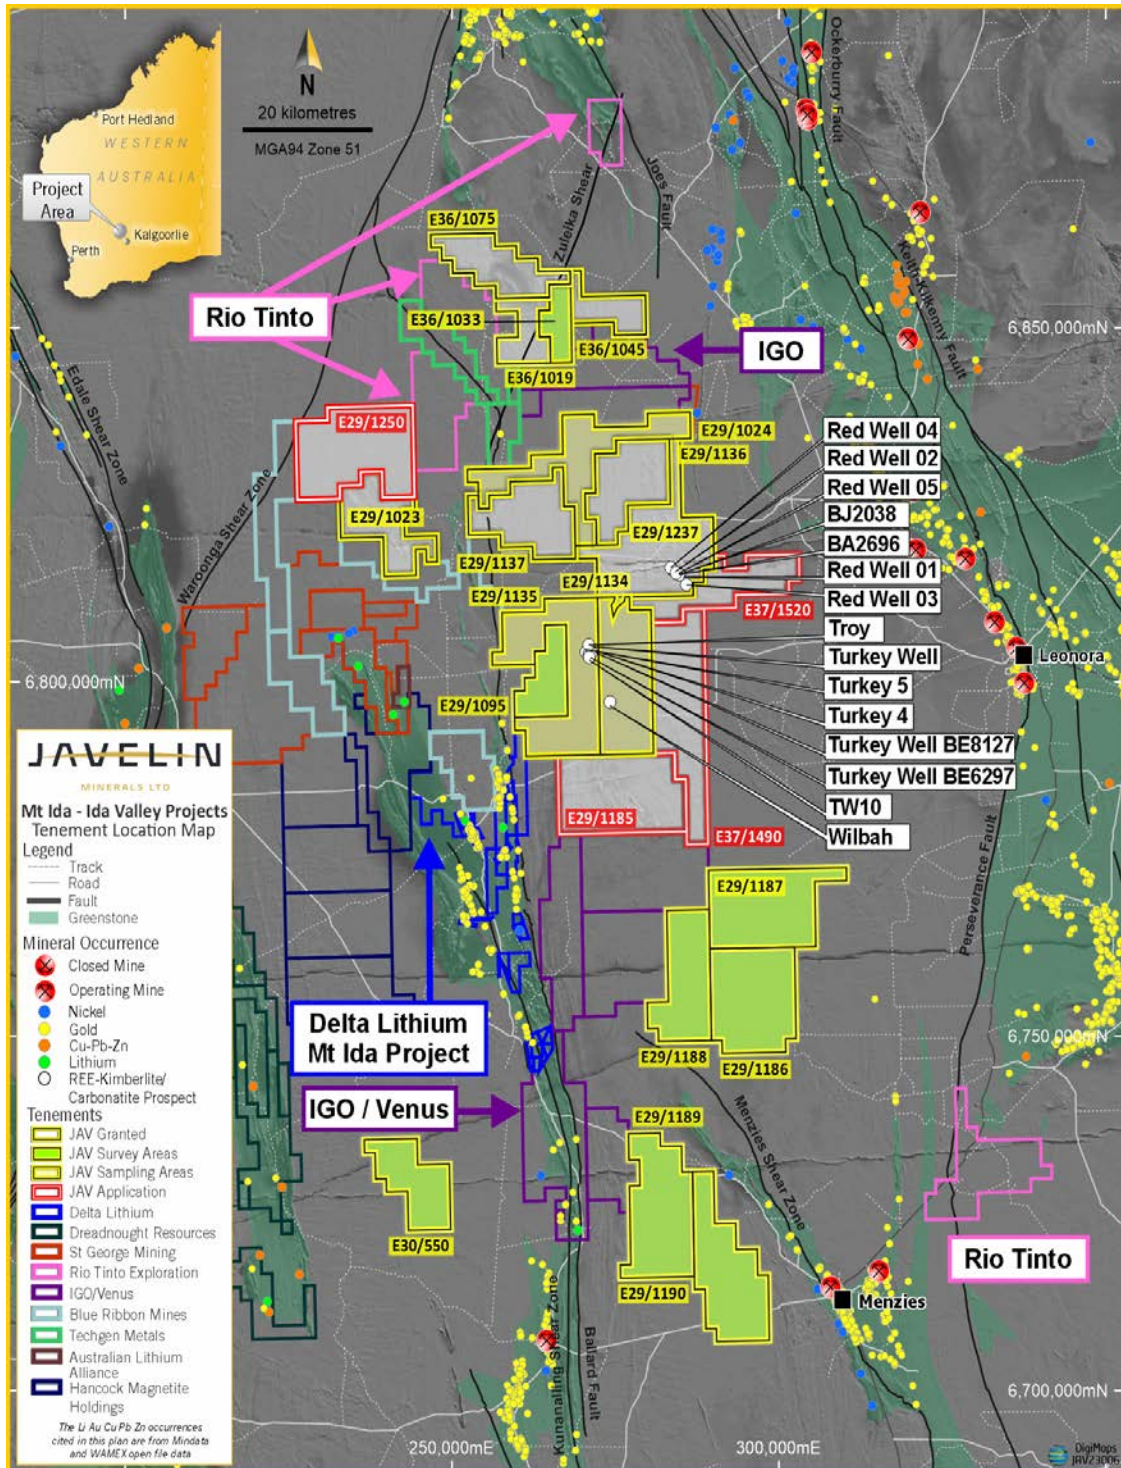 Port Hedland
WESTERN
AUSTRALIA
Project
Area
Kalgoorlie
Perth
N
20 kilometres
MGA94 Zone 51
Ockerburry Fault
Joes Fault
Zuleika Shear
Keith-Kilkenny Fault
E36/1075
Rio Tinto
E36/1033
E36/1045
E36/1019
IGO
6,850,000mN
Edale Shear Zone
Waroonga Shear Zone
E29/1250
E29/1023
E29/1024
E29/1136
E29/1237
E29/1137
E29/1134
E29/1135
E37/1520
Red Well 04
Red Well 02
Red Well 05
BJ2038
BA2696
Red Well 01
Red Well 03
Troy
Turkey Well
Turkey 5
Turkey 4
Turkey Well BE8127
Turkey Well BE6297
TW10
Wilbah
Leonora
6,800,000mN
E29/1095
E29/1185
E37/1490
Perseverance Fault
E29/1187
E29/1188
E29/1186
6,750,000mN
Delta Lithium
Mt Ida Project
IGO / Venus
E29/1189
Menzies Shear Zone
E30/550
E29/1190
Rio Tinto
Menzies
Kunanalling Shear Zone
Ballard Fault
6,700,000mN
250,000mE
300,000mE
JAVELIN
MINERALS LTD
Mt Ida - Ida Valley Projects
Tenement Location Map
Legend
Track
Road
Fault
Greenstone
Mineral Occurrence
Closed Mine
Operating Mine
Nickel
Gold
Cu-Pb-Zn
Lithium
REE-Kimberlite/
Carbonatite Prospect
Tenements
JAV Granted
JAV Survey Areas
JAV Sampling Areas
JAV Application
Delta Lithium
Dreadnought Resources
St George Mining
Rio Tinto Exploration
IGO/Venus
Blue Ribbon Mines
Techgen Metals
Australian Lithium
Alliance
Hancock Magnetite
Holdings
The Li Au Cu Pb Zn occurrences
cited in this plan are from Mindata
and WAMEX open file data
DigiMaps
JAV23006